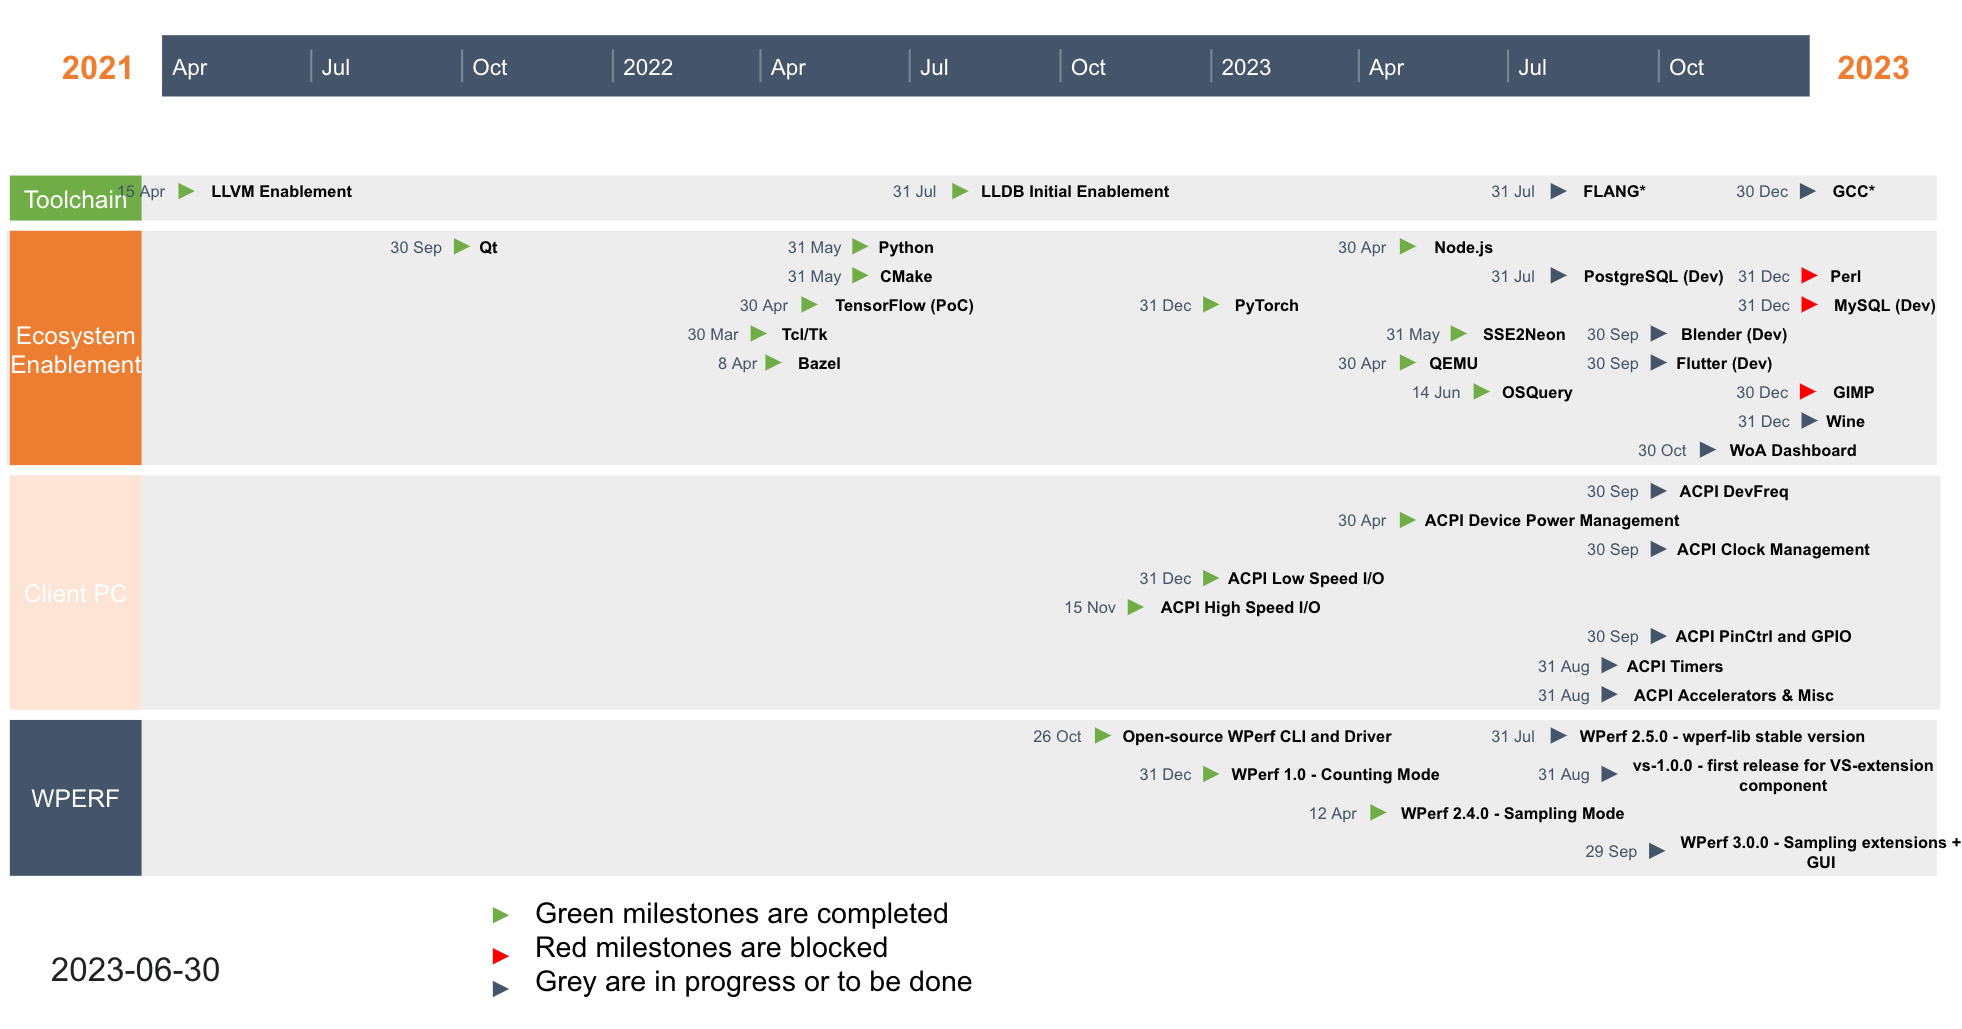 2021
Apr
Jul
Oct
2022
Apr
Jul
Oct
2023
Apr
Jul
Oct
2023
Toolchain
15 Apr LLVM Enablement
31 Jul LLDB Initial Enablement
31 Jul FLANG*
30 Dec GCC*
Ecosystem
Enablement
30 Sep Qt
31 May Python
30 Apr Node.js
31 May CMake
31 Jul PostgreSQL (Dev)
31 Dec Perl
30 Apr TensorFlow (PoC)
31 Dec PyTorch
31 Dec MySQL (Dev)
30 Mar Tcl/Tk
31 May SSE2Neon
30 Sep Blender (Dev)
8 Apr Bazel
30 Apr QEMU
30 Sep Flutter (Dev)
14 Jun OSQuery
30 Dec GIMP
31 Dec Wine
30 Oct WoA Dashboard
Client PC
30 Sep ACPI DevFreq
30 Apr ACPI Device Power Management
30 Sep ACPI Clock Management
31 Dec ACPI Low Speed I/O
15 Nov ACPI High Speed I/O
30 Sep ACPI PinCtrl and GPIO
31 Aug ACPI Timers
31 Aug ACPI Accelerators & Misc
WPERF
26 Oct Open-source WPerf CLI and Driver
31 Jul WPerf 2.5.0 - wperf-lib stable version
31 Dec WPerf 1.0 - Counting Mode
31 Aug vs-1.0.0 - first release for VS-extension
component
12 Apr WPerf 2.4.0 - Sampling Mode
29 Sep WPerf 3.0.0 - Sampling extensions +
GUI
Green milestones are completed
Red milestones are blocked
Grey are in progress or to be done
2023-06-30